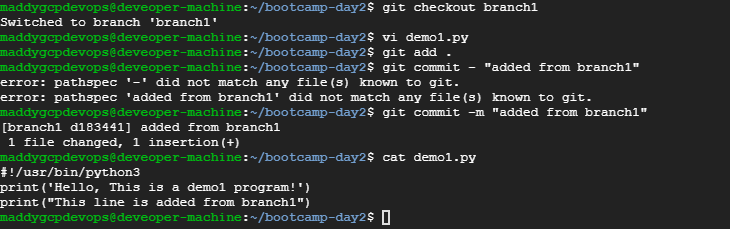 maddygcpdevops@deveoper-machine:~/bootcamp-day2$ git checkout branch1
Switched to branch 'branch1'
maddygcpdevops@deveoper-machine:~/bootcamp-day2$ vi demo1.py
maddygcpdevops@deveoper-machine:~/bootcamp-day2$ git add .
maddygcpdevops@deveoper-machine:~/bootcamp-day2$ git commit - "added from branch1"
error: pathspec '-' did not match any file(s) known to git.
error: pathspec 'added from branch1' did not match any file(s) known to git.
maddygcpdevops@deveoper-machine:~/bootcamp-day2$ git commit -m "added from branch1"
[branch1 d183441] added from branch1
 1 file changed, 1 insertion(+)
maddygcpdevops@deveoper-machine:~/bootcamp-day2$ cat demo1.py
#!/usr/bin/python3
print('Hello, This is a demo1 program!')
print("This line is added from branch1")
maddygcpdevops@deveoper-machine:~/bootcamp-day2$